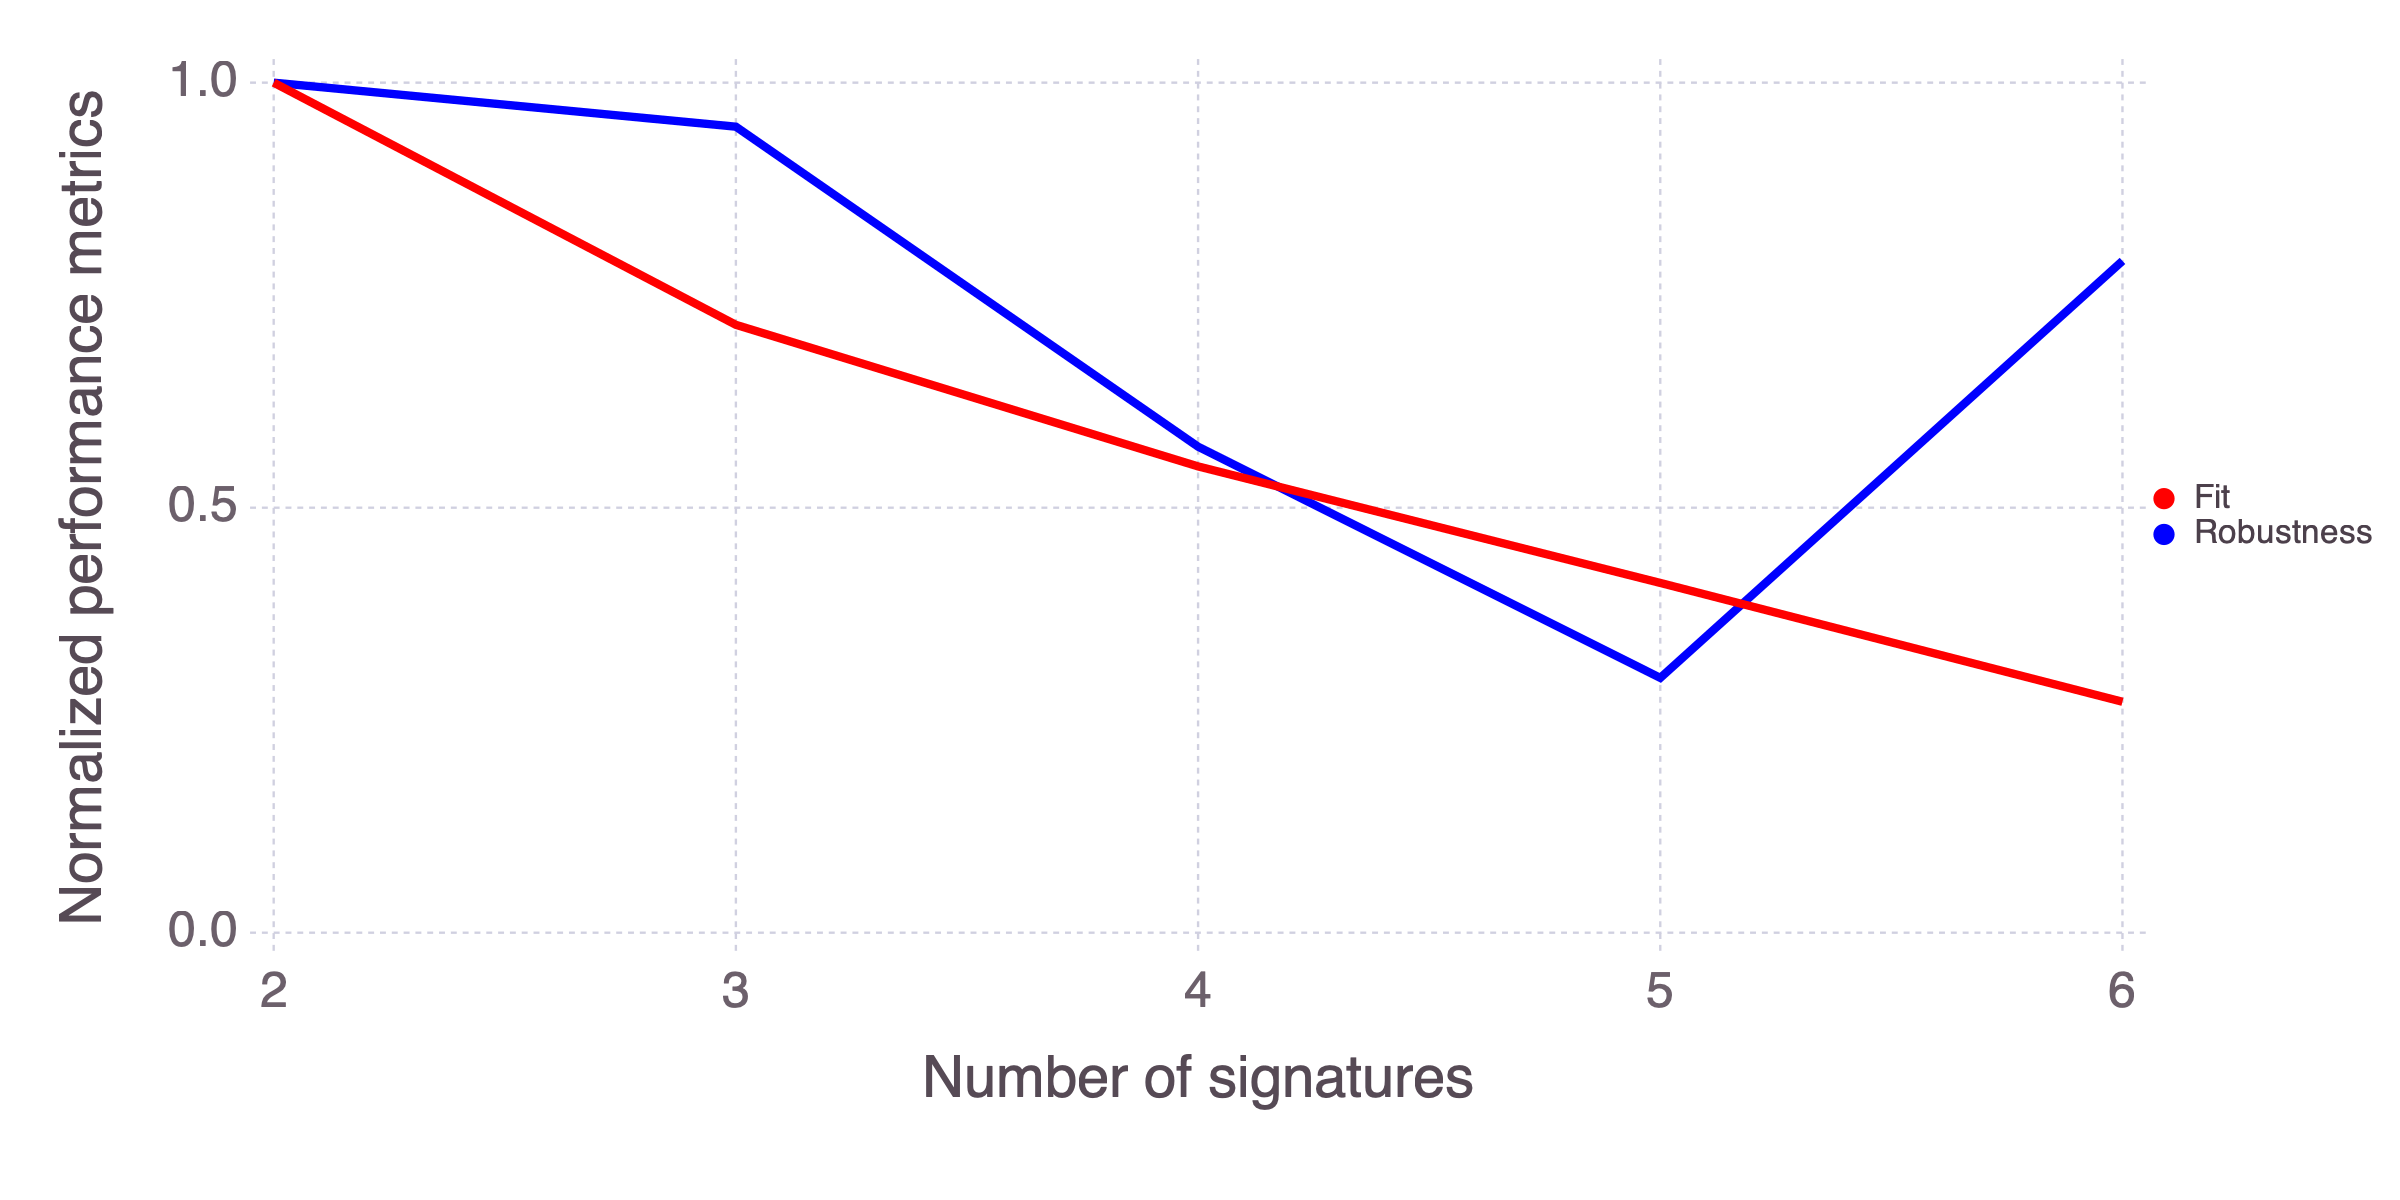 Normalized performance metrics
1.0
0.5
0.0
2 3 4 5 6
Number of signatures
Fit
Robustness